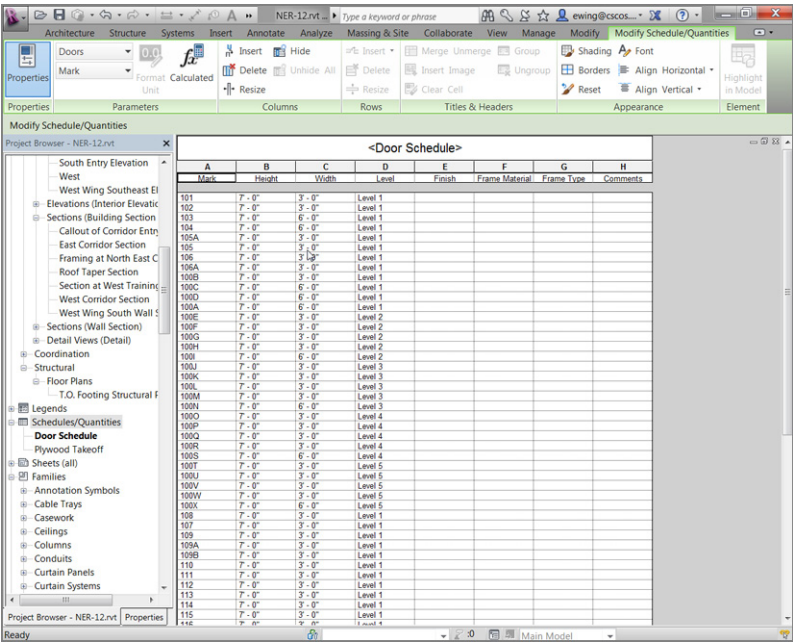 NER-12.rvt ...
Type a keyword or phrase
ewing@cscos....
Architecture Structure Systems Insert Annotate Analyze Massing & Site Collaborate View Manage Modify Modify Schedule/Quantities
Properties
Doors
Mark
0.0
Format Unit
fx
Calculated
Insert Hide
Delete Unhide All
Resize
Insert
Delete
Resize
Merge Unmerge Group
Insert Image Ungroup
Clear Cell
Shading Font
Borders Align Horizontal
Reset Align Vertical
Highlight in Model
Properties Parameters Columns Rows Titles & Headers Appearance Element
Modify Schedule/Quantities
Project Browser - NER-12.rvt
South Entry Elevation
West
West Wing Southeast El
Elevations (Interior Elevatic
Sections (Building Section
Callout of Corridor Entry
East Corridor Section
Framing at North East C
Roof Taper Section
Section at West Training
West Corridor Section
West Wing South Wall S
Sections (Wall Section)
Detail Views (Detail)
Coordination
Structural
Floor Plans
T.O. Footing Structural P
Legends
Schedules/Quantities
Door Schedule
Plywood Takeoff
Sheets (all)
Families
Annotation Symbols
Cable Trays
Casework
Ceilings
Columns
Conduits
Curtain Panels
Curtain Systems
Project Browser - NER-12.rvt Properties
<Door Schedule>
A B C D E F G H
Mark Height Width Level Finish Frame Material Frame Type Comments
101 7' - 0" 3' - 0" Level 1
102 7' - 0" 3' - 0" Level 1
103 7' - 0" 6' - 0" Level 1
104 7' - 0" 6' - 0" Level 1
105A 7' - 0" 3' - 0" Level 1
105 7' - 0" 3' - 0" Level 1
106 7' - 0" 3' - 0" Level 1
106A 7' - 0" 3' - 0" Level 1
100B 7' - 0" 3' - 0" Level 1
100C 7' - 0" 6' - 0" Level 1
100D 7' - 0" 6' - 0" Level 1
100A 7' - 0" 6' - 0" Level 1
100E 7' - 0" 3' - 0" Level 2
100F 7' - 0" 3' - 0" Level 2
100G 7' - 0" 3' - 0" Level 2
100H 7' - 0" 3' - 0" Level 2
100I 7' - 0" 6' - 0" Level 2
100J 7' - 0" 3' - 0" Level 3
100K 7' - 0" 3' - 0" Level 3
100L 7' - 0" 3' - 0" Level 3
100M 7' - 0" 3' - 0" Level 3
100N 7' - 0" 6' - 0" Level 3
100O 7' - 0" 3' - 0" Level 4
100P 7' - 0" 3' - 0" Level 4
100Q 7' - 0" 3' - 0" Level 4
100R 7' - 0" 3' - 0" Level 4
100S 7' - 0" 6' - 0" Level 4
100T 7' - 0" 3' - 0" Level 5
100U 7' - 0" 3' - 0" Level 5
100V 7' - 0" 3' - 0" Level 5
100W 7' - 0" 3' - 0" Level 5
100X 7' - 0" 6' - 0" Level 5
108 7' - 0" 3' - 0" Level 1
107 7' - 0" 3' - 0" Level 1
109 7' - 0" 3' - 0" Level 1
109A 7' - 0" 3' - 0" Level 1
109B 7' - 0" 3' - 0" Level 1
110 7' - 0" 3' - 0" Level 1
111 7' - 0" 3' - 0" Level 1
112 7' - 0" 3' - 0" Level 1
113 7' - 0" 3' - 0" Level 1
114 7' - 0" 3' - 0" Level 1
115 7' - 0" 3' - 0" Level 1
Ready
:0
Main Model